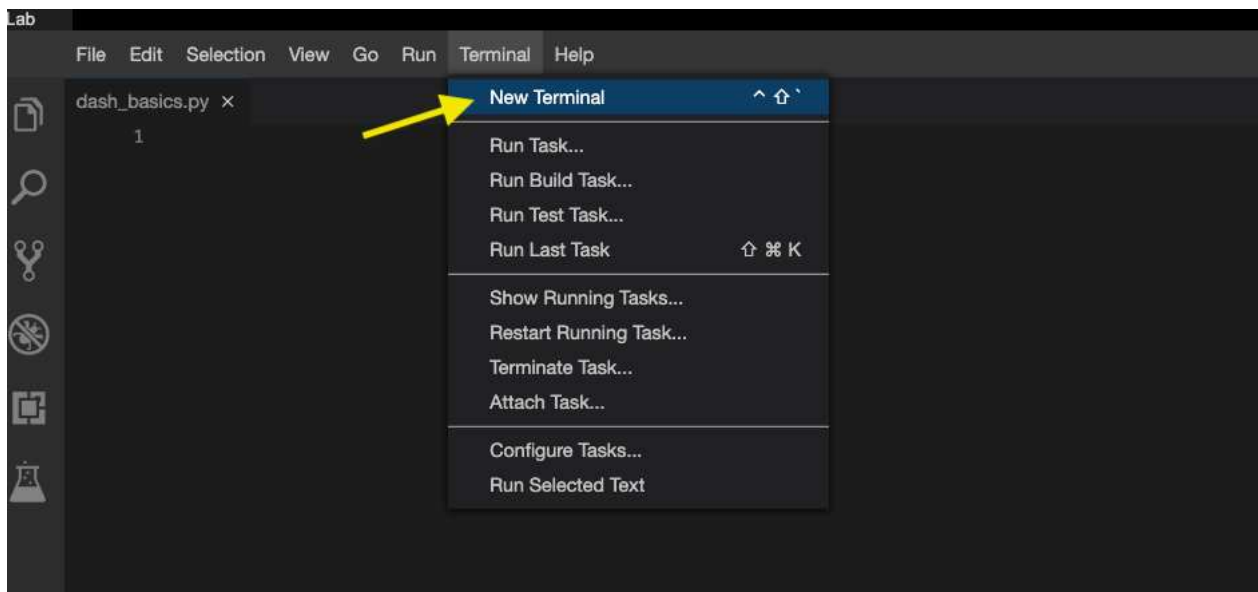 Lab
File Edit Selection View Go Run Terminal Help
dash_basics.py ×
1
New Terminal ^ ⇧ `
Run Task...
Run Build Task...
Run Test Task...
Run Last Task ⇧ ⌘ K
Show Running Tasks...
Restart Running Task...
Terminate Task...
Attach Task...
Configure Tasks...
Run Selected Text